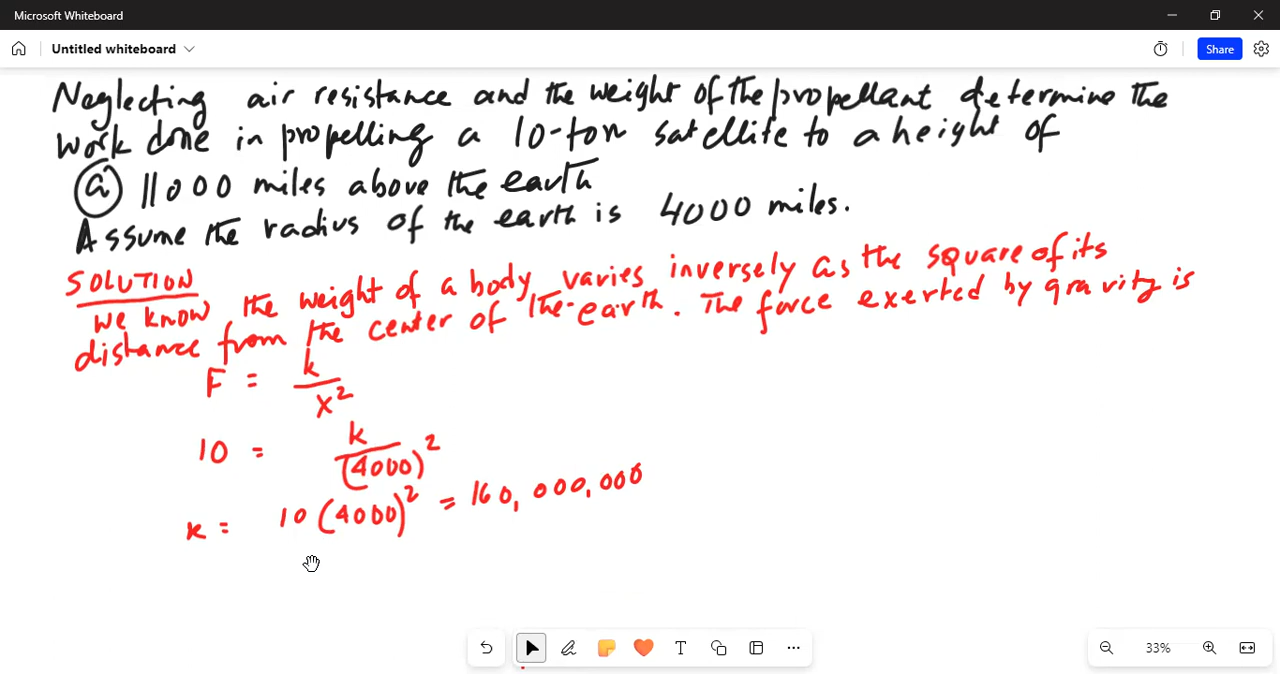 Microsoft Whiteboard
Untitled whiteboard
Share
Neglecting air resistance and the weight of the propellant determine the
work done in propelling a 10-ton satellite to a height of
(a) 11000 miles above the earth
Assume the radius of the earth is 4000 miles.
SOLUTION
We know, the weight of a body varies inversely as the square of its
distance from the center of the earth. The force exerted by gravity is
F = k/x²
10 = k/(4000)²
k = 10 (4000)² = 160,000,000
T
33%